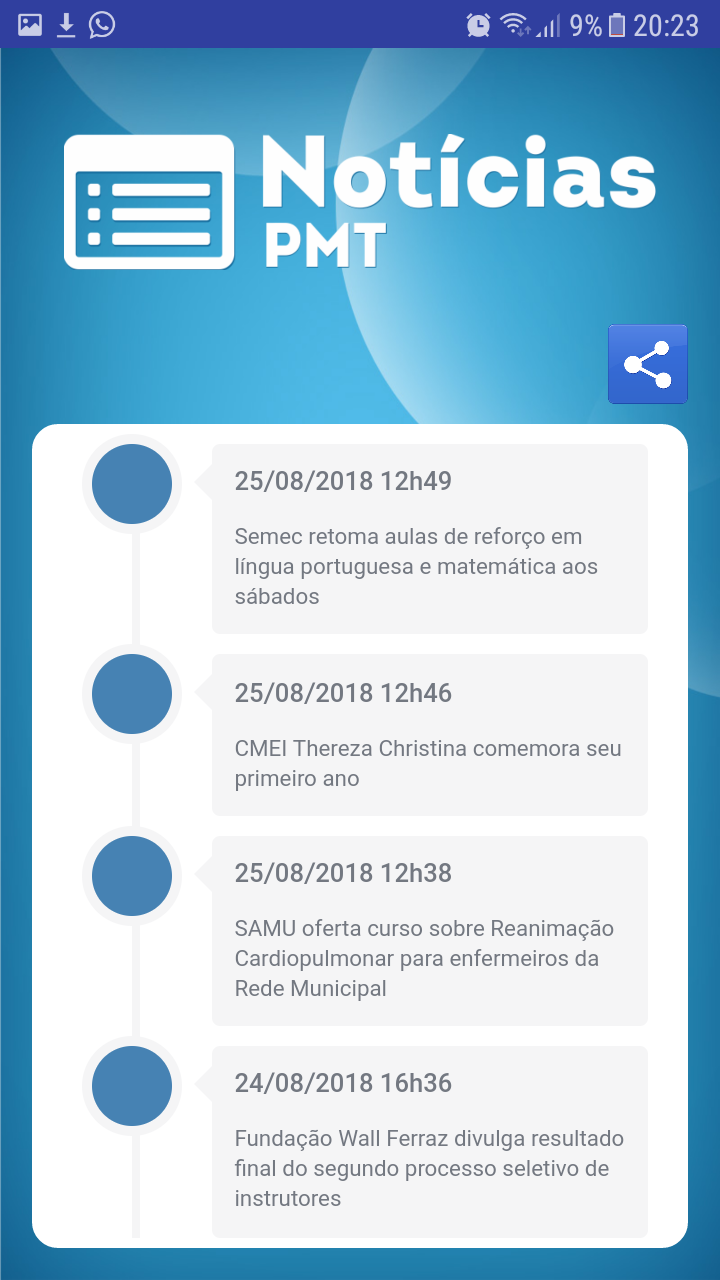 9% 20:23
Notícias
PMT
25/08/2018 12h49
Semec retoma aulas de reforço em
língua portuguesa e matemática aos
sábados
25/08/2018 12h46
CMEI Thereza Christina comemora seu
primeiro ano
25/08/2018 12h38
SAMU oferta curso sobre Reanimação
Cardiopulmonar para enfermeiros da
Rede Municipal
24/08/2018 16h36
Fundação Wall Ferraz divulga resultado
final do segundo processo seletivo de
instrutores